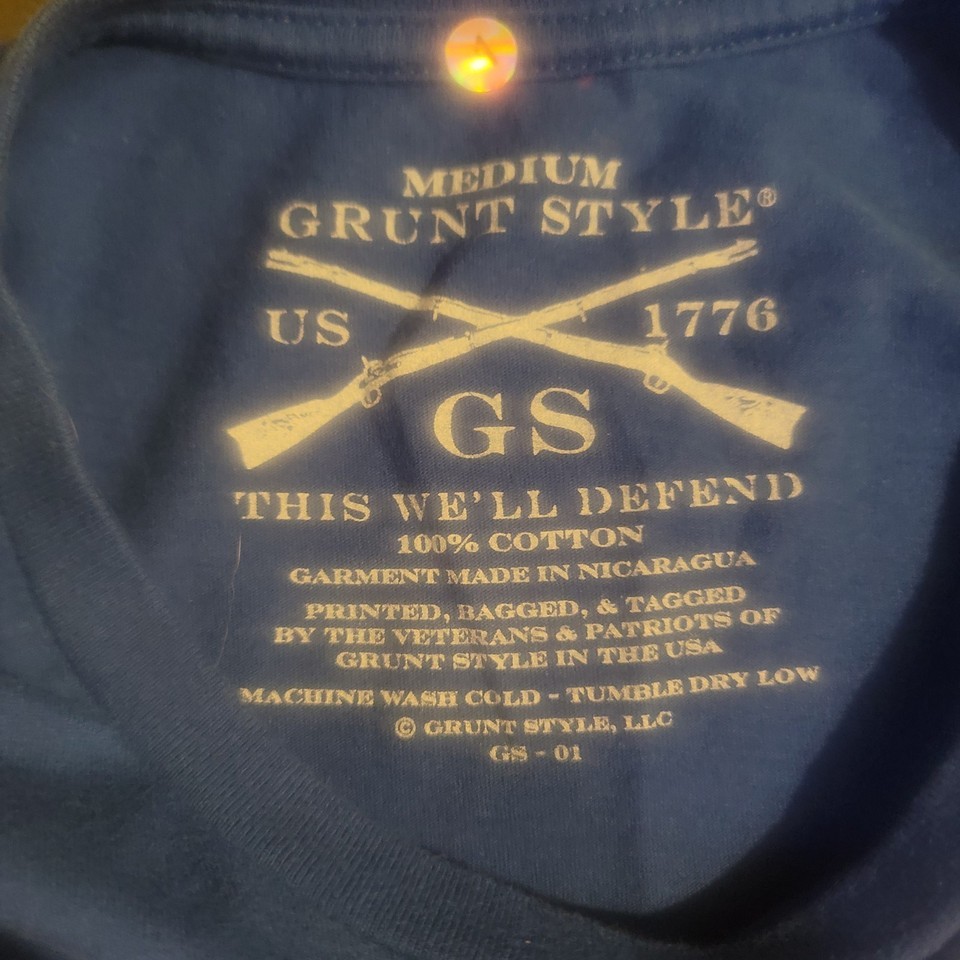 MEDIUM
GRUNT STYLE®
US 1776
GS
THIS WE'LL DEFEND
100% COTTON
GARMENT MADE IN NICARAGUA
PRINTED, BAGGED, & TAGGED
BY THE VETERANS & PATRIOTS OF
GRUNT STYLE IN THE USA
MACHINE WASH COLD - TUMBLE DRY LOW
© GRUNT STYLE, LLC
GS - 01